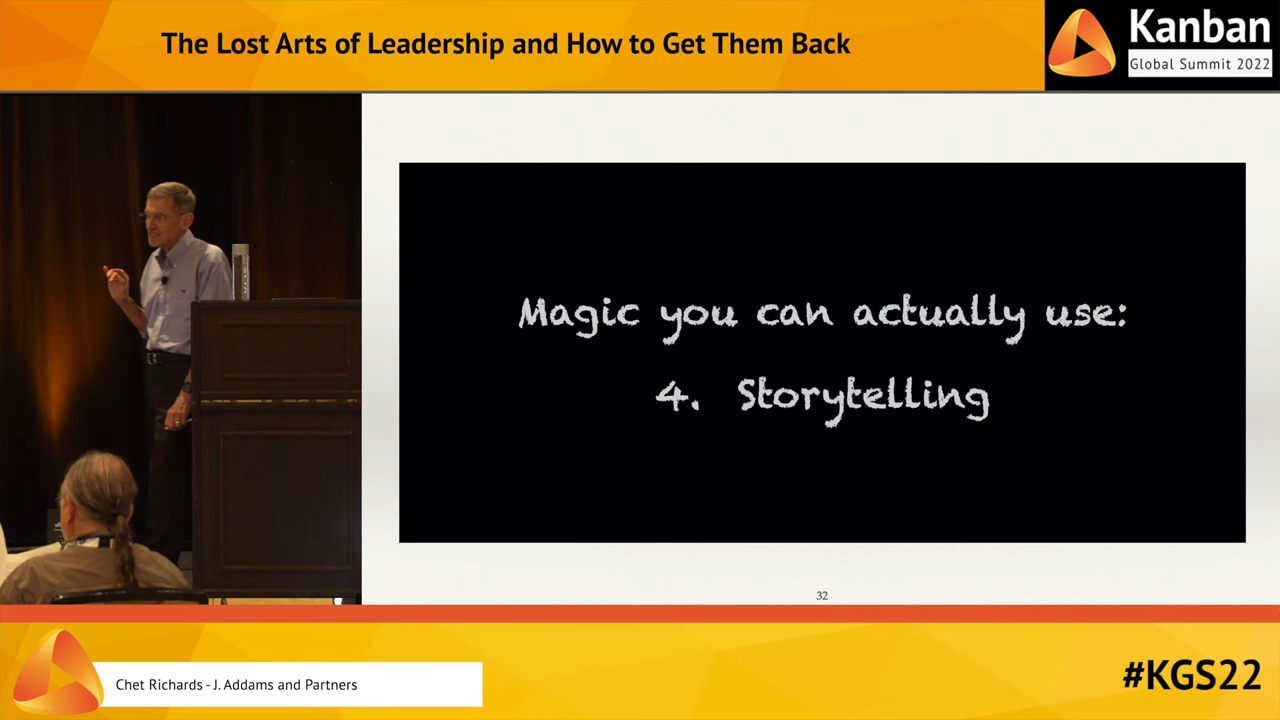 The Lost Arts of Leadership and How to Get Them Back
Kanban
Global Summit 2022
Magic you can actually use:
4. Storytelling
32
Chet Richards - J. Addams and Partners
#KGS22